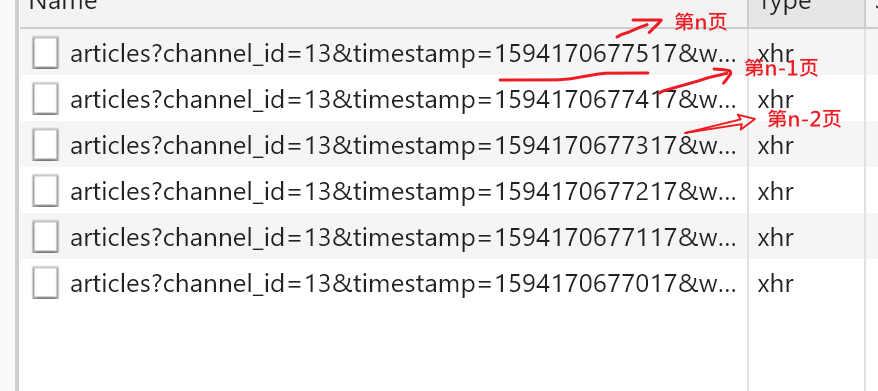 Name
Type
第n页
articles?channel_id=13&timestamp=1594170677517&w...
xhr
第n-1页
articles?channel_id=13&timestamp=1594170677417&w...
xhr
第n-2页
articles?channel_id=13&timestamp=1594170677317&w...
xhr
articles?channel_id=13&timestamp=1594170677217&w...
xhr
articles?channel_id=13&timestamp=1594170677117&w...
xhr
articles?channel_id=13&timestamp=1594170677017&w...
xhr